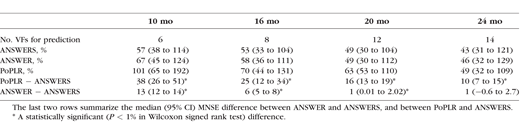 10 mo 16 mo 20 mo 24 mo
No. VFs for prediction 6 8 12 14
ANSWERS, % 57 (38 to 114) 53 (33 to 104) 49 (30 to 104) 43 (31 to 121)
ANSWER, % 67 (45 to 124) 58 (36 to 111) 49 (30 to 112) 46 (32 to 129)
PoPLR, % 101 (65 to 192) 70 (44 to 131) 63 (53 to 110) 49 (32 to 109)
PoPLR − ANSWERS 38 (26 to 51)* 25 (12 to 34)* 16 (13 to 19)* 10 (7 to 15)*
ANSWER − ANSWERS 13 (12 to 14)* 6 (5 to 8)* 1 (0.01 to 2.02)* 1 (−0.6 to 2.7)
The last two rows summarize the median (95% CI) MNSE difference between ANSWER and ANSWERS, and between PoPLR and ANSWERS.
* A statistically significant (P < 1% in Wilcoxon signed rank test) difference.